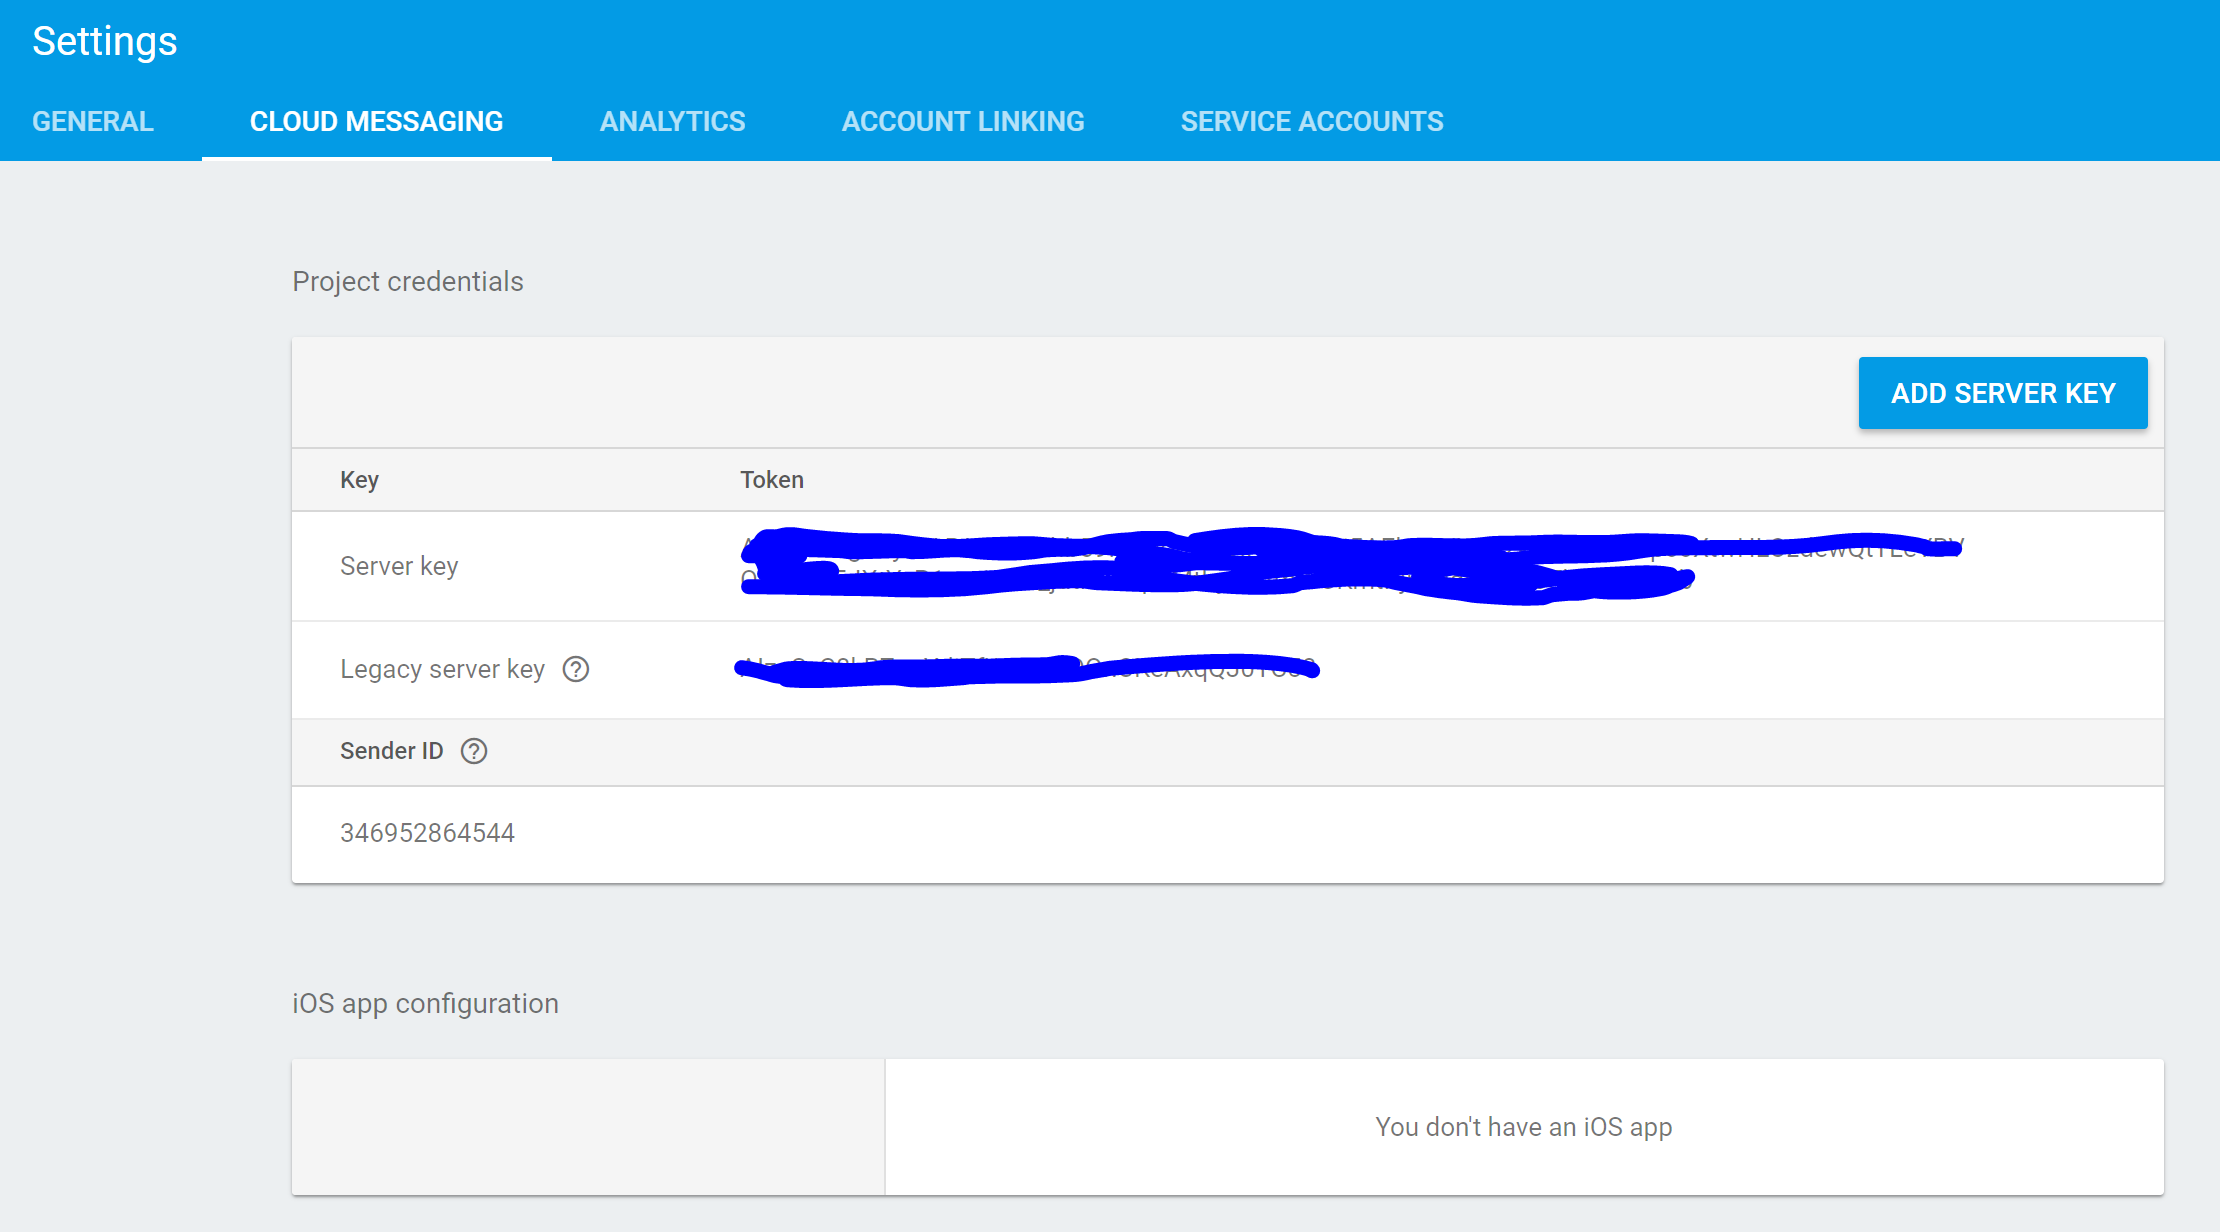 Settings
GENERAL CLOUD MESSAGING ANALYTICS ACCOUNT LINKING SERVICE ACCOUNTS
Project credentials
ADD SERVER KEY
Key Token
Server key
Legacy server key
Sender ID
346952864544
iOS app configuration
You don't have an iOS app